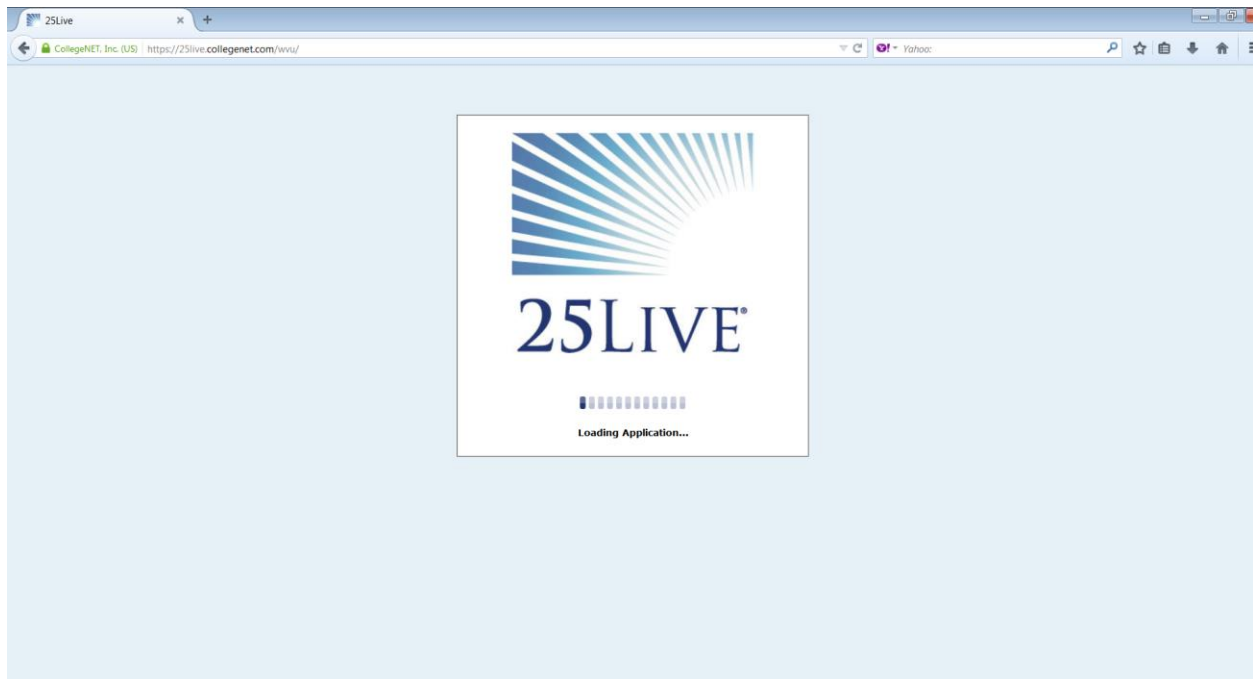 25Live
CollegeNET, Inc. (US) https://25live.collegenet.com/wvu/ Yahoo
25LIVE®
Loading Application...